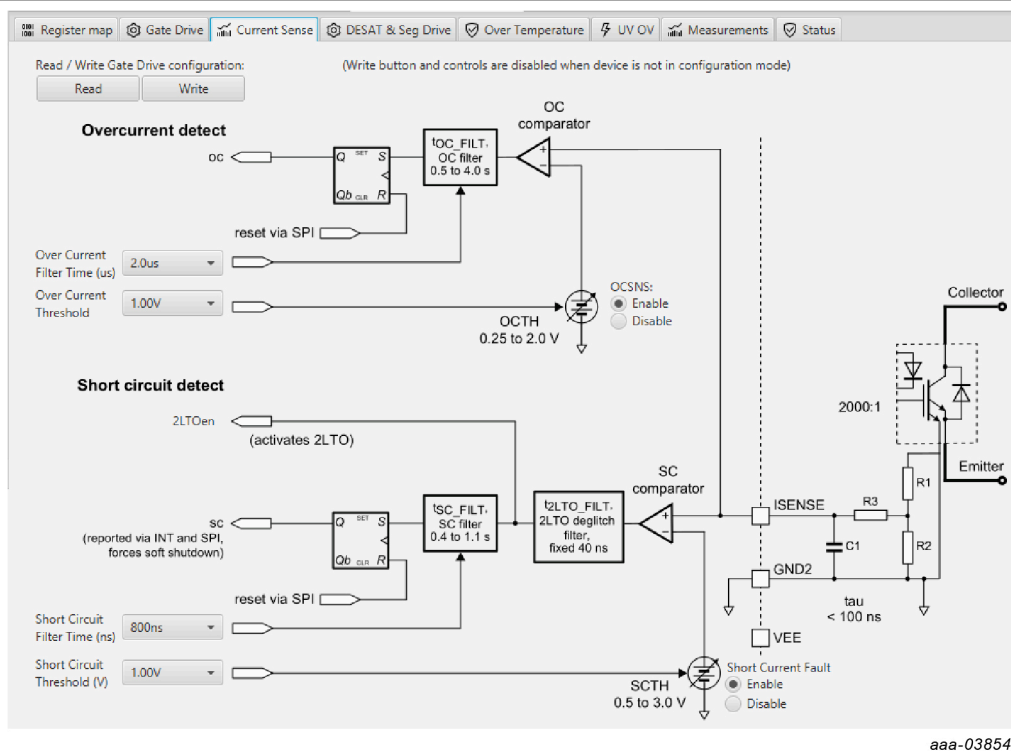 Register map
Gate Drive
Current Sense
DESAT & Seg Drive
Over Temperature
UV OV
Measurements
Status
Read / Write Gate Drive configuration:
(Write button and controls are disabled when device is not in configuration mode)
Read
Write
Overcurrent detect
OC
comparator
OC
Q
SET
S
Qb
CLR
R
tOC_FILT,
OC filter
0.5 to 4.0 s
+
−
reset via SPI
Over Current
Filter Time (us)
2.0us
Over Current
Threshold
1.00V
OCTH
0.25 to 2.0 V
OCSNS:
Enable
Disable
Collector
2000:1
Emitter
Short circuit detect
2LTOen
(activates 2LTO)
SC
comparator
SC
(reported via INT and SPI,
forces soft shutdown)
Q
SET
S
Qb
CLR
R
tSC_FILT,
SC filter
0.4 to 1.1 s
t2LTO_FILT,
2LTO deglitch
filter,
fixed 40 ns
+
−
ISENSE
R3
R1
R2
C1
GND2
tau
< 100 ns
VEE
reset via SPI
Short Circuit
Filter Time (ns)
800ns
Short Circuit
Threshold (V)
1.00V
SCTH
0.5 to 3.0 V
Short Current Fault
Enable
Disable
aaa-03854